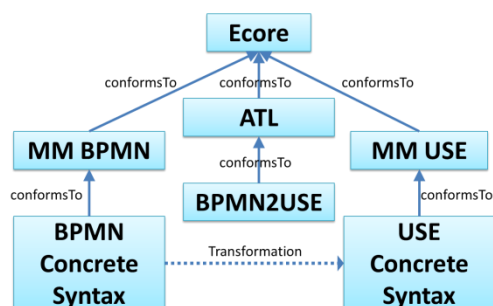 Ecore
conformsTo
conformsTo
conformsTo
ATL
MM BPMN
MM USE
conformsTo
conformsTo
conformsTo
BPMN2USE
BPMN
Concrete
Syntax
Transformation
USE
Concrete
Syntax